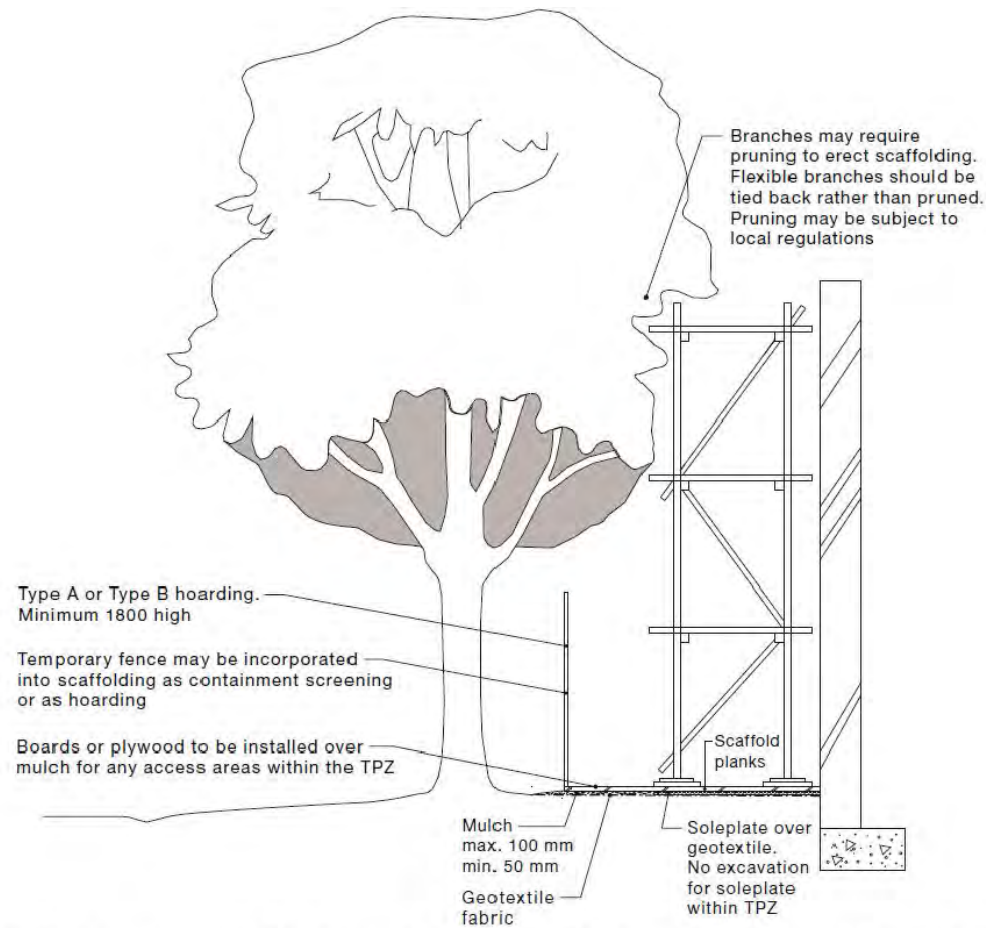 Branches may require
pruning to erect scaffolding.
Flexible branches should be
tied back rather than pruned.
Pruning may be subject to
local regulations
Type A or Type B hoarding.
Minimum 1800 high
Temporary fence may be incorporated
into scaffolding as containment screening
or as hoarding
Boards or plywood to be installed over
mulch for any access areas within the TPZ
Scaffold
planks
Mulch
max. 100 mm
min. 50 mm
Geotextile
fabric
Soleplate over
geotextile.
No excavation
for soleplate
within TPZ